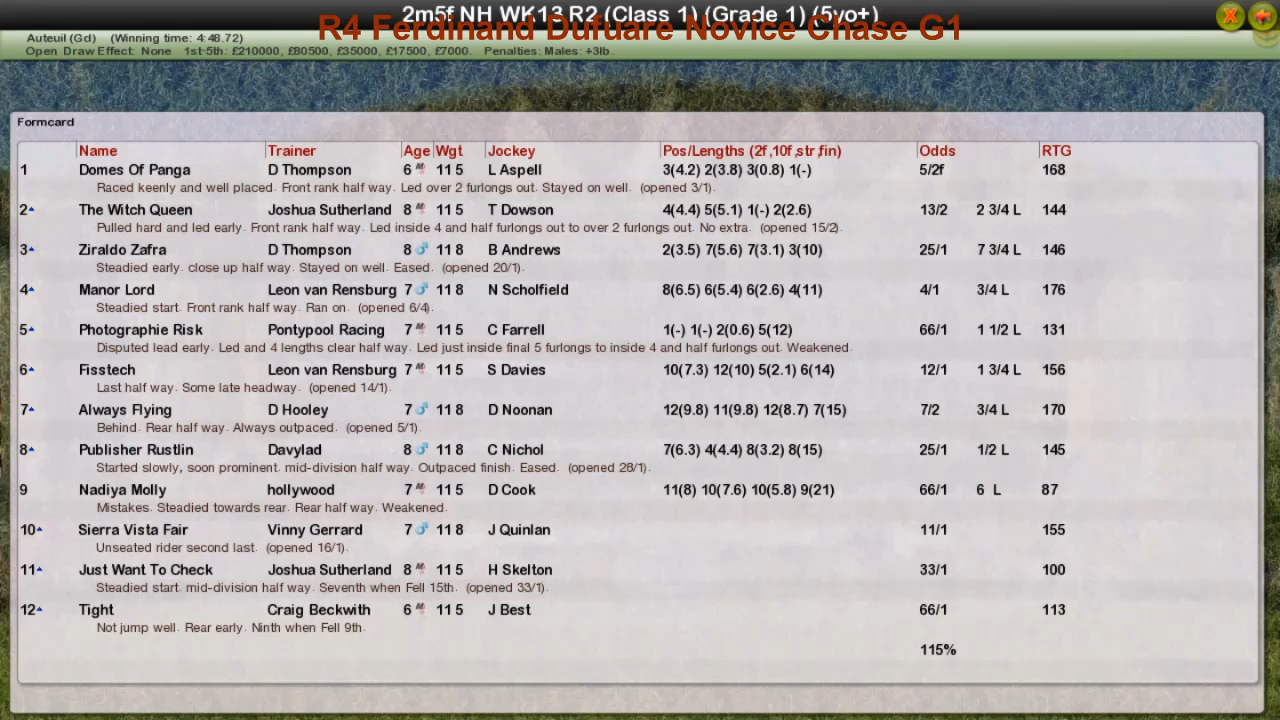 2m5f NH WK13 R2 (Class 1) (Grade 1) (5yo+)
R4 Ferdinand Dufuare Novice Chase G1
Auteuil (Gd) (Winning time: 4:48.72)
Open Draw Effect: None 1st-5th: £210000, £80500, £35000, £17500, £7000. Penalties: Males: +3lb.
Formcard
Name Trainer Age Wgt Jockey Pos/Lengths (2f,10f,str,fin) Odds RTG
1 Domes Of Panga D Thompson 6 11 5 L Aspell 3(4.2) 2(3.8) 3(0.8) 1(-) 5/2f 168
Raced keenly and well placed. Front rank half way. Led over 2 furlongs out. Stayed on well. (opened 3/1).
2 The Witch Queen Joshua Sutherland 8 11 5 T Dowson 4(4.4) 5(5.1) 1(-) 2(2.6) 13/2 2 3/4 L 144
Pulled hard and led early. Front rank half way. Led inside 4 and half furlongs out to over 2 furlongs out. No extra. (opened 15/2).
3 Ziraldo Zafra D Thompson 8 11 8 B Andrews 2(3.5) 7(5.6) 7(3.1) 3(10) 25/1 7 3/4 L 146
Steadied early. close up half way. Stayed on well. Eased. (opened 20/1).
4 Manor Lord Leon van Rensburg 7 11 8 N Scholfield 8(6.5) 6(5.4) 6(2.6) 4(11) 4/1 3/4 L 176
Steadied start. Front rank half way. Ran on. (opened 6/4).
5 Photographie Risk Pontypool Racing 7 11 5 C Farrell 1(-) 1(-) 2(0.6) 5(12) 66/1 1 1/2 L 131
Disputed lead early. Led and 4 lengths clear half way. Led just inside final 5 furlongs to inside 4 and half furlongs out. Weakened.
6 Fisstech Leon van Rensburg 7 11 5 S Davies 10(7.3) 12(10) 5(2.1) 6(14) 12/1 1 3/4 L 156
Last half way. Some late headway. (opened 14/1).
7 Always Flying D Hooley 7 11 8 D Noonan 12(9.8) 11(9.8) 12(8.7) 7(15) 7/2 3/4 L 170
Behind. Rear half way. Always outpaced. (opened 5/1).
8 Publisher Rustlin Davylad 8 11 8 C Nichol 7(6.3) 4(4.4) 8(3.2) 8(15) 25/1 1/2 L 145
Started slowly, soon prominent. mid-division half way. Outpaced finish. Eased. (opened 28/1).
9 Nadiya Molly hollywood 7 11 5 D Cook 11(8) 10(7.6) 10(5.8) 9(21) 66/1 6 L 87
Mistakes. Steadied towards rear. Rear half way. Weakened.
10 Sierra Vista Fair Vinny Gerrard 7 11 8 J Quinlan 11/1 155
Unseated rider second last. (opened 16/1).
11 Just Want To Check Joshua Sutherland 8 11 5 H Skelton 33/1 100
Steadied start. mid-division half way. Seventh when Fell 15th. (opened 33/1).
12 Tight Craig Beckwith 6 11 5 J Best 66/1 113
Not jump well. Rear early. Ninth when Fell 9th.
115%